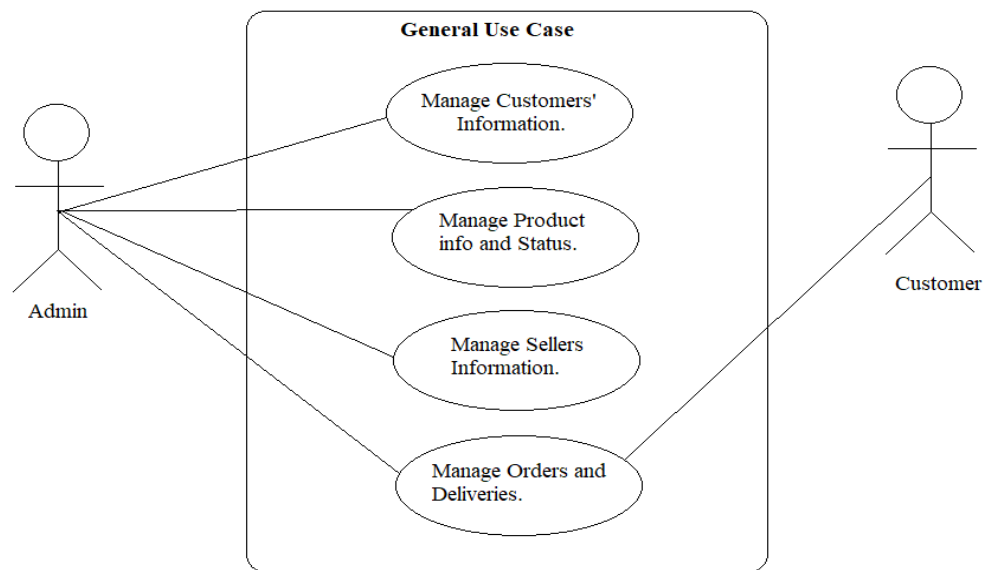 General Use Case
Manage Customers'
Information.
Manage Product
info and Status.
Customer
Admin
Manage Sellers
Information.
Manage Orders and
Deliveries.